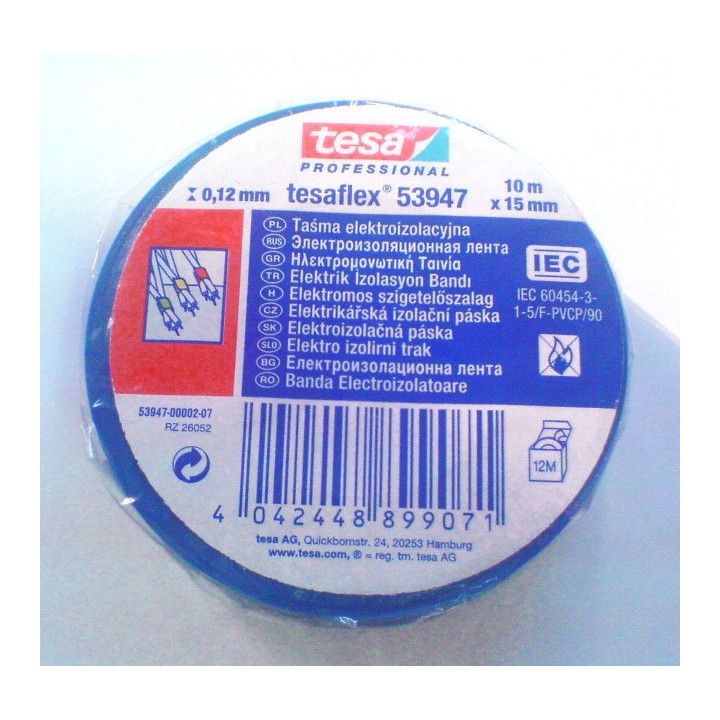 tesa®
PROFESSIONAL
0,12 mm tesaflex® 53947 10 m x 15 mm
PL Taśma elektroizolacyjna
RUS Электроизоляционная лента
GR Ηλεκτρομονωτική Ταινία
TR Elektrik Izolasyon Bandı
H Elektromos szigetelőszalag
CZ Elektrikářská izolační páska
SK Elektroizolačná páska
SLO Elektro izolirni trak
BG Електроизолационна лента
RO Banda Electroizolatoare
IEC
IEC 60454-3-
1-5/F-PVCP/90
53947-00002-07
RZ 26052
12M
4 042448 899071
tesa AG, Quickbornstr. 24, 20253 Hamburg
www.tesa.com, ® = reg. tm. tesa AG